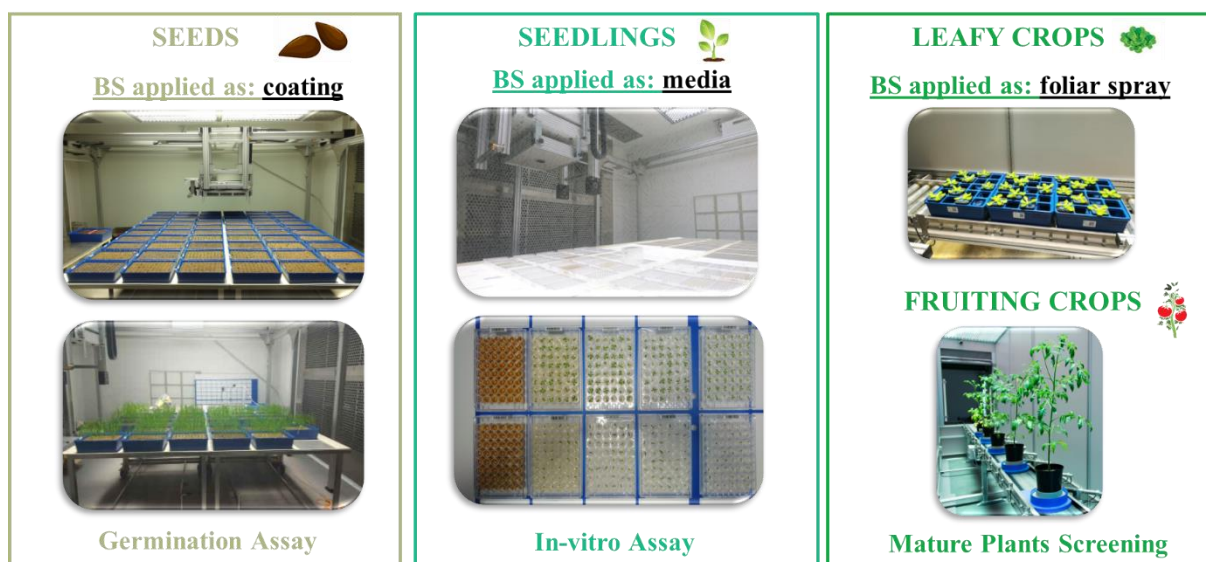 SEEDS
BS applied as: coating
Germination Assay
SEEDLINGS
BS applied as: media
In-vitro Assay
LEAFY CROPS
BS applied as: foliar spray
FRUITING CROPS
Mature Plants Screening